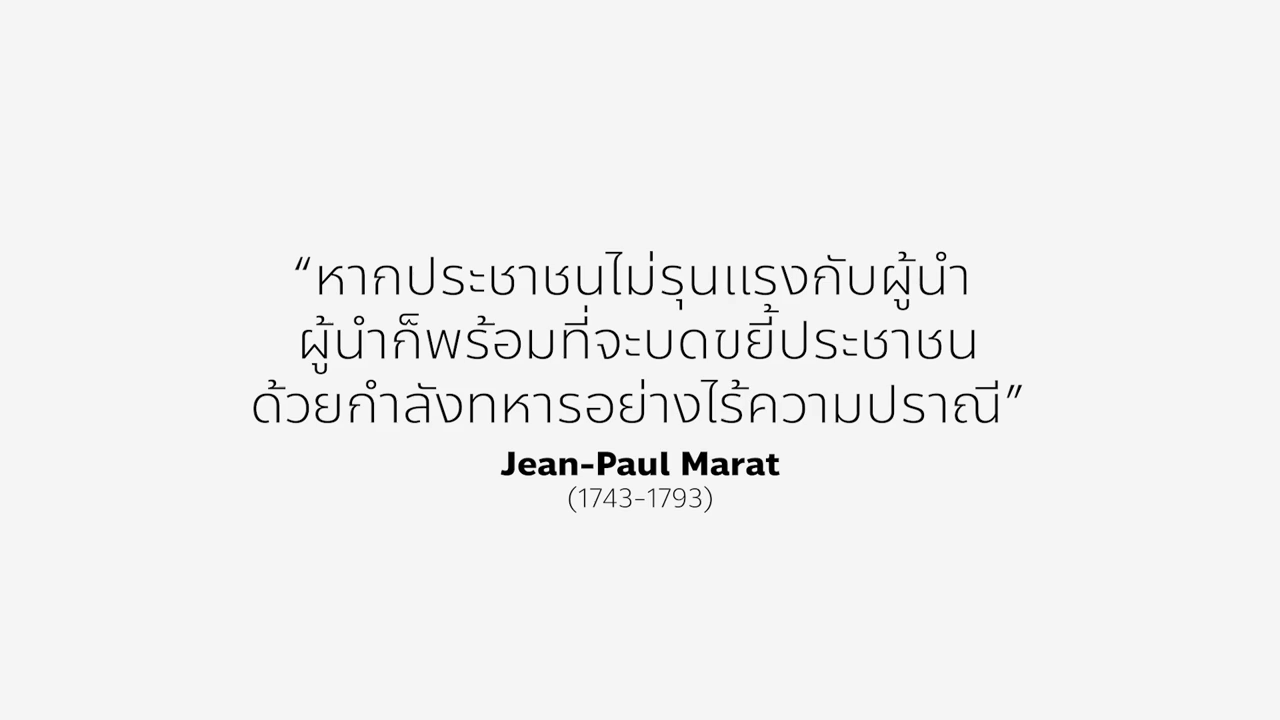 “หากประชาชนไม่รุนแรงกับผู้นำ
ผู้นำก็พร้อมที่จะบดขยี้ประชาชน
ด้วยกำลังทหารอย่างไร้ความปราณี”
Jean-Paul Marat
(1743-1793)